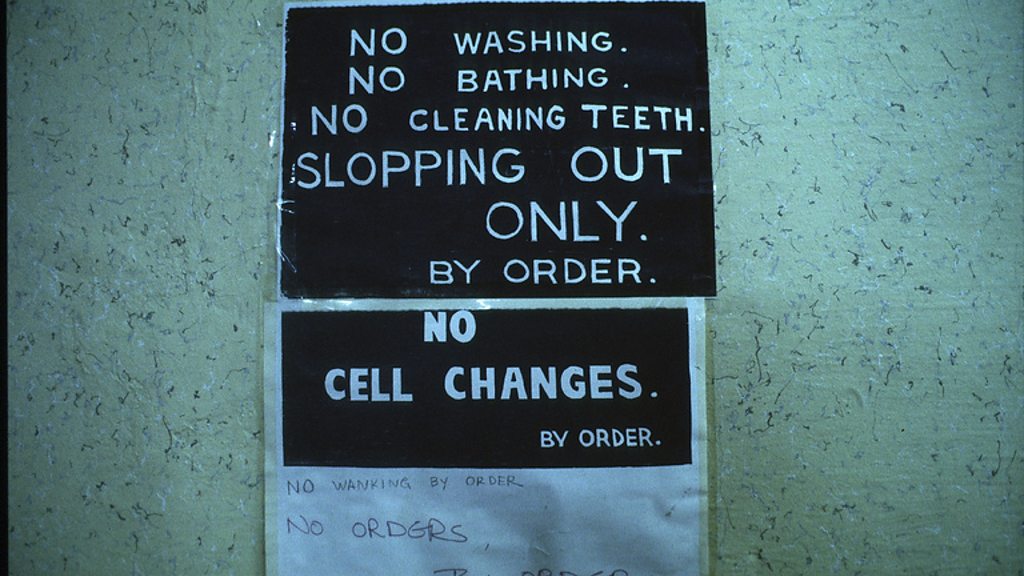 NO WASHING.
NO BATHING.
NO CLEANING TEETH.
SLOPPING OUT
ONLY.
BY ORDER.
NO
CELL CHANGES.
BY ORDER.
NO WANKING BY ORDER
NO ORDERS,
ORDER